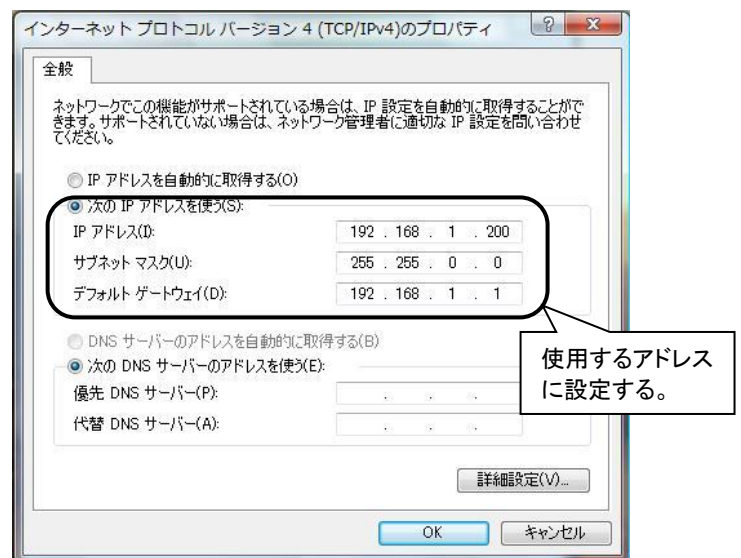 インターネット プロトコル バージョン 4 (TCP/IPv4)のプロパティ
?
X
全般
ネットワークでこの機能がサポートされている場合は、IP 設定を自動的に取得することがで
きます。サポートされていない場合は、ネットワーク管理者に適切な IP 設定を問い合わせ
てください。
IP アドレスを自動的に取得する(O)
次の IP アドレスを使う(S):
IP アドレス(I): 192 . 168 . 1 . 200
サブネット マスク(U): 255 . 255 . 0 . 0
デフォルト ゲートウェイ(D): 192 . 168 . 1 . 1
DNS サーバーのアドレスを自動的に取得する(B)
次の DNS サーバーのアドレスを使う(E):
優先 DNS サーバー(P): . . .
代替 DNS サーバー(A): . . .
使用するアドレス
に設定する。
詳細設定(V)...
OK キャンセル